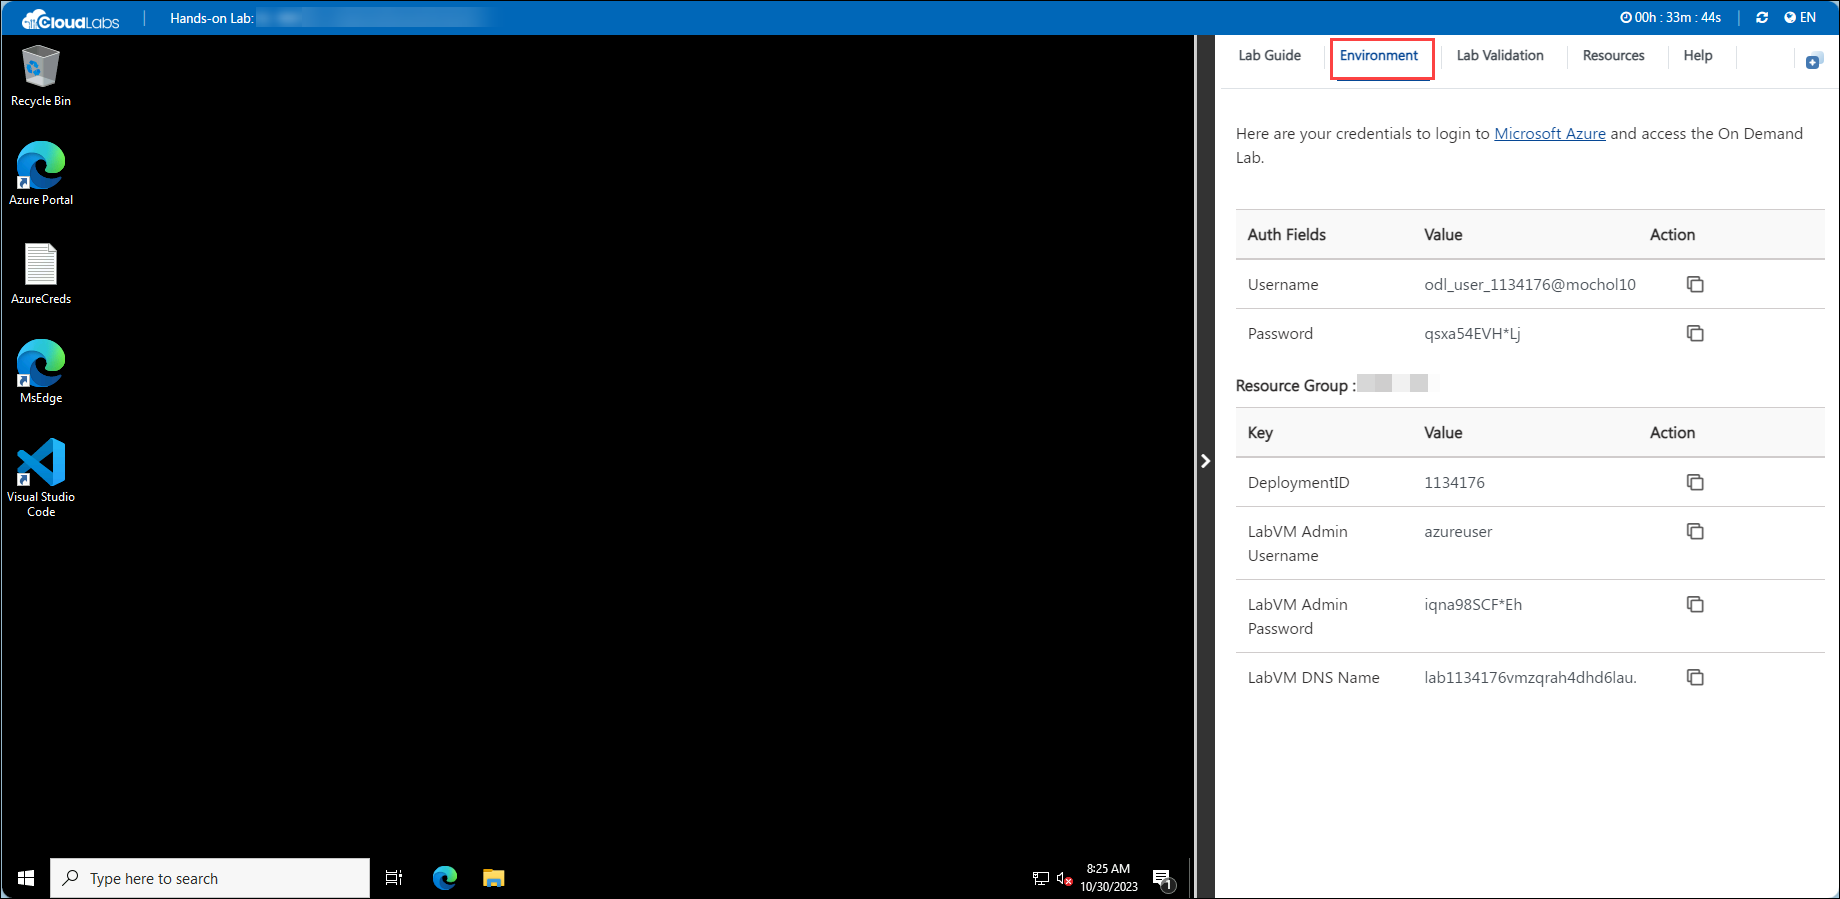 CloudLabs
Hands-on Lab:
00h : 33m : 44s
EN
Recycle Bin
Azure Portal
AzureCreds
MsEdge
Visual Studio
Code
Type here to search
8:25 AM
10/30/2023
1
Lab Guide
Environment
Lab Validation
Resources
Help
Here are your credentials to login to Microsoft Azure and access the On Demand
Lab.
Auth Fields Value Action
Username odl_user_1134176@mochol10
Password qsxa54EVH*Lj
Resource Group :
Key Value Action
DeploymentID 1134176
LabVM Admin azureuser
Username
LabVM Admin iqna98SCF*Eh
Password
LabVM DNS Name lab1134176vmzqrah4dhd6lau.